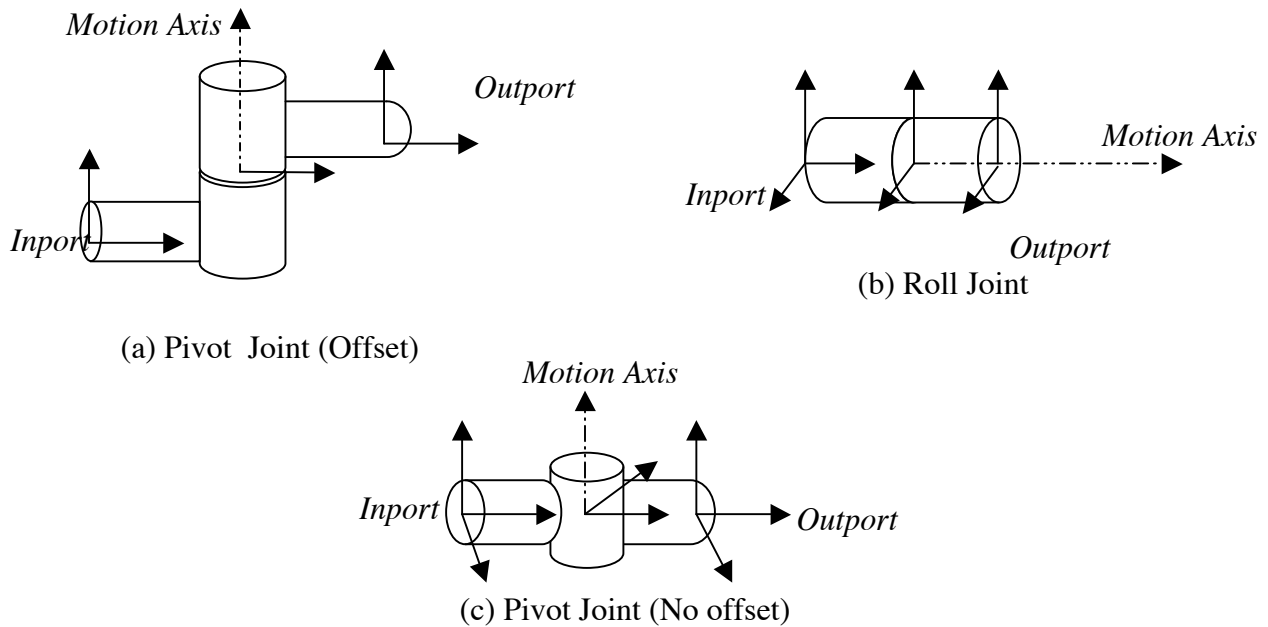 Motion Axis
Outport
Inport
(a) Pivot Joint (Offset)
Motion Axis
Inport
Outport
(b) Roll Joint
Motion Axis
Inport
Outport
(c) Pivot Joint (No offset)